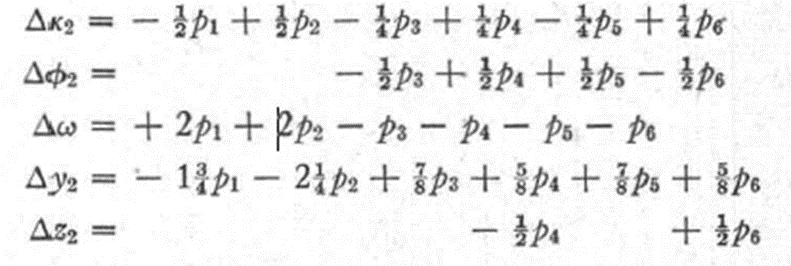 Δκ₂ = − ½p₁ + ½p₂ − ¼p₃ + ¼p₄ − ¼p₅ + ¼p₆
Δϕ₂ = − ½p₃ + ½p₄ + ½p₅ − ½p₆
Δω = + 2p₁ + 2p₂ − p₃ − p₄ − p₅ − p₆
Δy₂ = − 1¾p₁ − 2¼p₂ + ⅞p₃ + ⅝p₄ + ⅞p₅ + ⅝p₆
Δz₂ = − ½p₄ + ½p₆